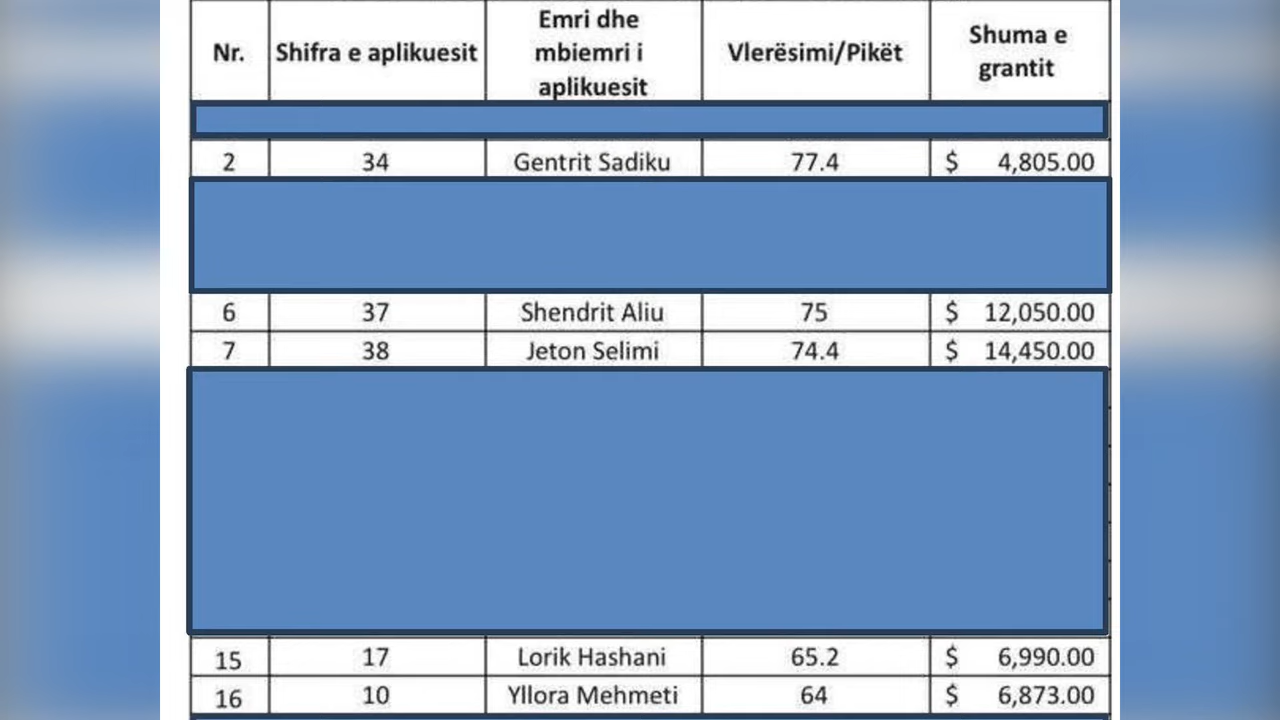 Nr. Shifra e aplikuesit Emri dhe mbiemri i aplikuesit Vlerësimi/Pikët Shuma e grantit
2 34 Gentrit Sadiku 77.4 $ 4,805.00
6 37 Shendrit Aliu 75 $ 12,050.00
7 38 Jeton Selimi 74.4 $ 14,450.00
15 17 Lorik Hashani 65.2 $ 6,990.00
16 10 Yllora Mehmeti 64 $ 6,873.00